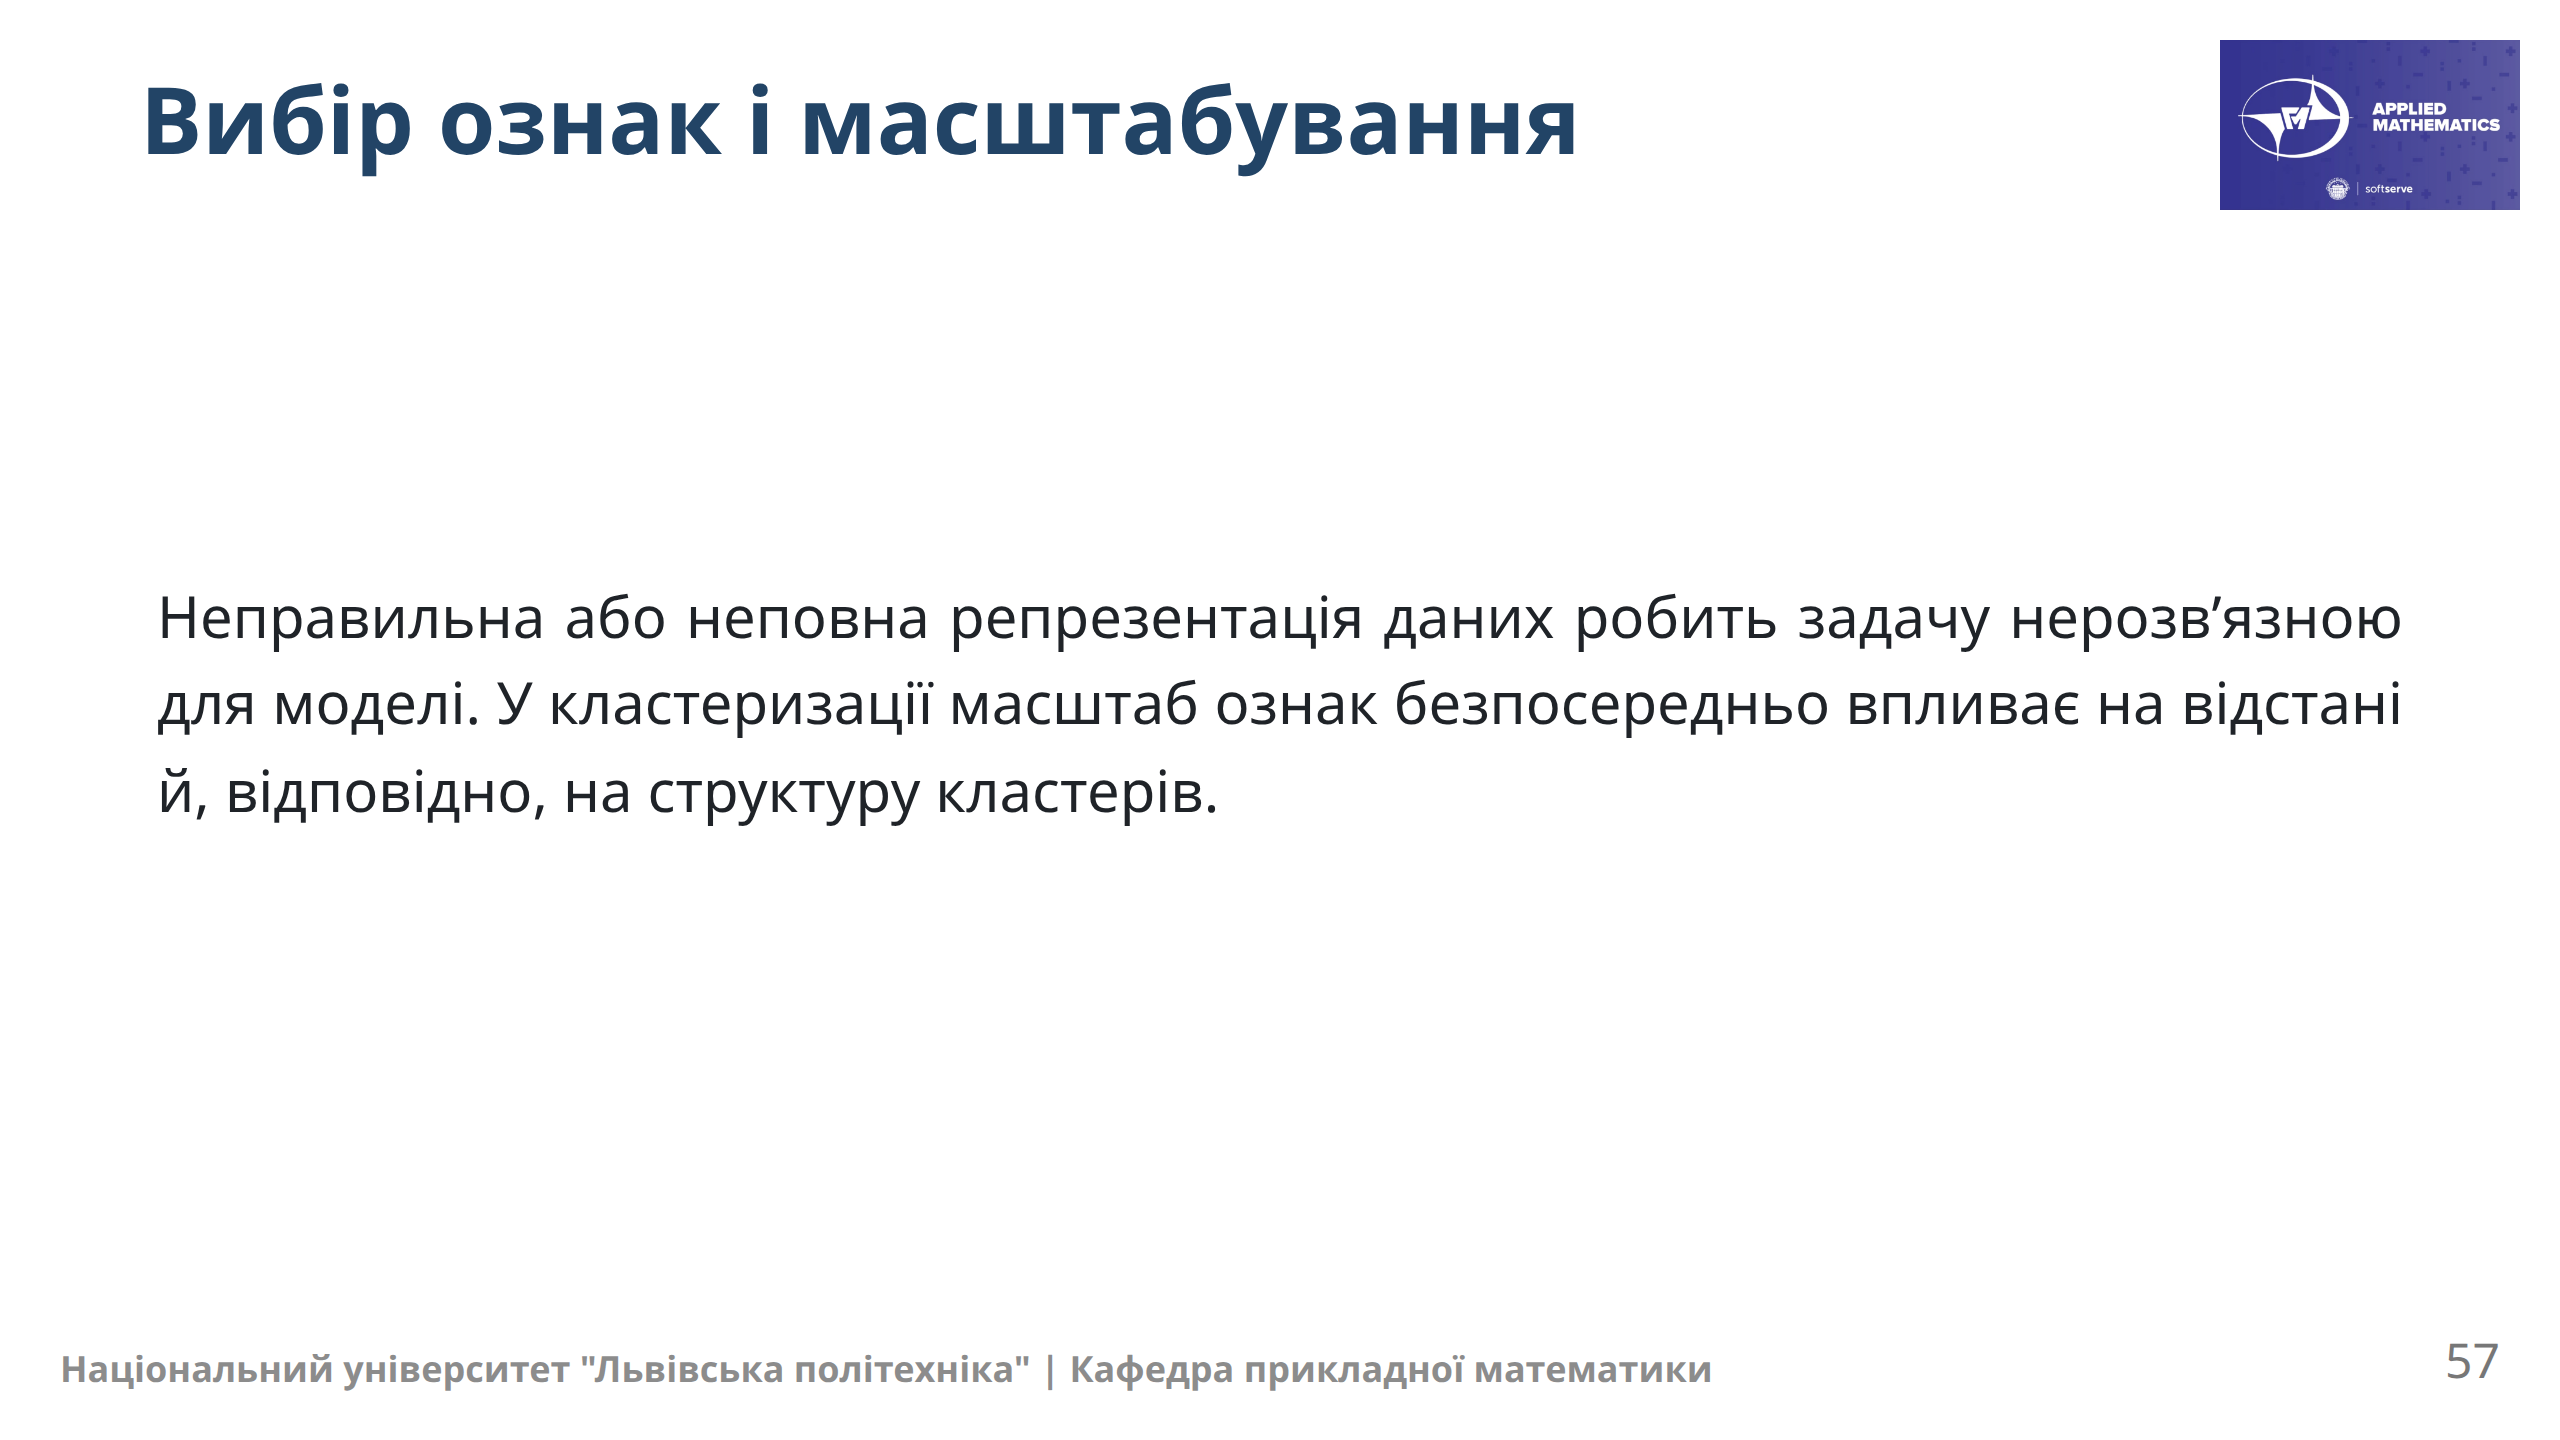 Вибір ознак і масштабування
APPLIED
MATHEMATICS
softserve
Неправильна або неповна репрезентація даних робить задачу нерозв’язною
для моделі. У кластеризації масштаб ознак безпосередньо впливає на відстані
й, відповідно, на структуру кластерів.
Національний університет "Львівська політехніка" | Кафедра прикладної математики
57